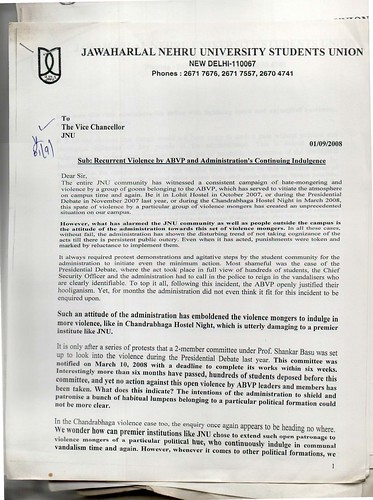 JAWAHARLAL NEHRU UNIVERSITY STUDENTS UNION
NEW DELHI-110067
Phones : 2671 7676, 2671 7557, 2670 4741
To
The Vice Chancellor
JNU
01/09/2008
Sub: Recurrent Violence by ABVP and Administration's Continuing Indulgence
Dear Sir,
The entire JNU community has witnessed a consistent campaign of hate-mongering and
violence by a group of goons belonging to the ABVP, which has served to vitiate the atmosphere
on campus time and again. Be it in Lohit Hostel in October 2007, or during the Presidential
Debate in November 2007 last year, or during the Chandrabhaga Hostel Night in March 2008,
this spate of violence by a particular group of violence mongers has created an unprecedented
situation on our campus.
However, what has alarmed the JNU community as well as people outside the campus is
the attitude of the administration towards this set of violence mongers. In all those cases,
without fail, the administration has shown the disturbing trend of not taking cognizance of the
acts till there is persistent public outcry. Even when it has acted, punishments were token and
marked by reluctance to implement them.
It always required protest demonstrations and agitative steps by the student community for the
administration to initiate even the minimum action. Most shameful was the case of the
Presidential Debate, where the act took place in full view of hundreds of students, the Chief
Security Officer and the administration had to call in the police to reign in the vandalisers who
are clearly identifiable. To top it all, following this incident, the ABVP openly justified their
hooliganism. Yet, for months the administration did not even think it fit for this incident to be
enquired upon.
Such an attitude of the administration has emboldened the violence mongers to indulge in
more violence, like in Chandrabhaga Hostel Night, which is utterly damaging to a premier
institute like JNU.
It is only after a series of protests that a 2-member committee under Prof. Shankar Basu was set
up to look into the violence during the Presidential Debate last year. This committee was
notified on March 10, 2008 with a deadline to complete its works within six weeks.
Interestingly more than six months have passed, hundreds of students deposed before this
committee, and yet no action against this open violence by ABVP leaders and members has
been taken. What does this indicate? The intentions of the administration to shield and
patronise a bunch of habitual lumpens belonging to a particular political formation could
not be more clear.
In the Chandrabhaga violence case too, the enquiry once again appears to be heading no where.
We wonder how can premier institutions like JNU chose to extend such open patronage to
violence mongers of a particular political hue, who continuously indulge in communal
vandalism time and again. However, whenever it comes to other political formations, we
1